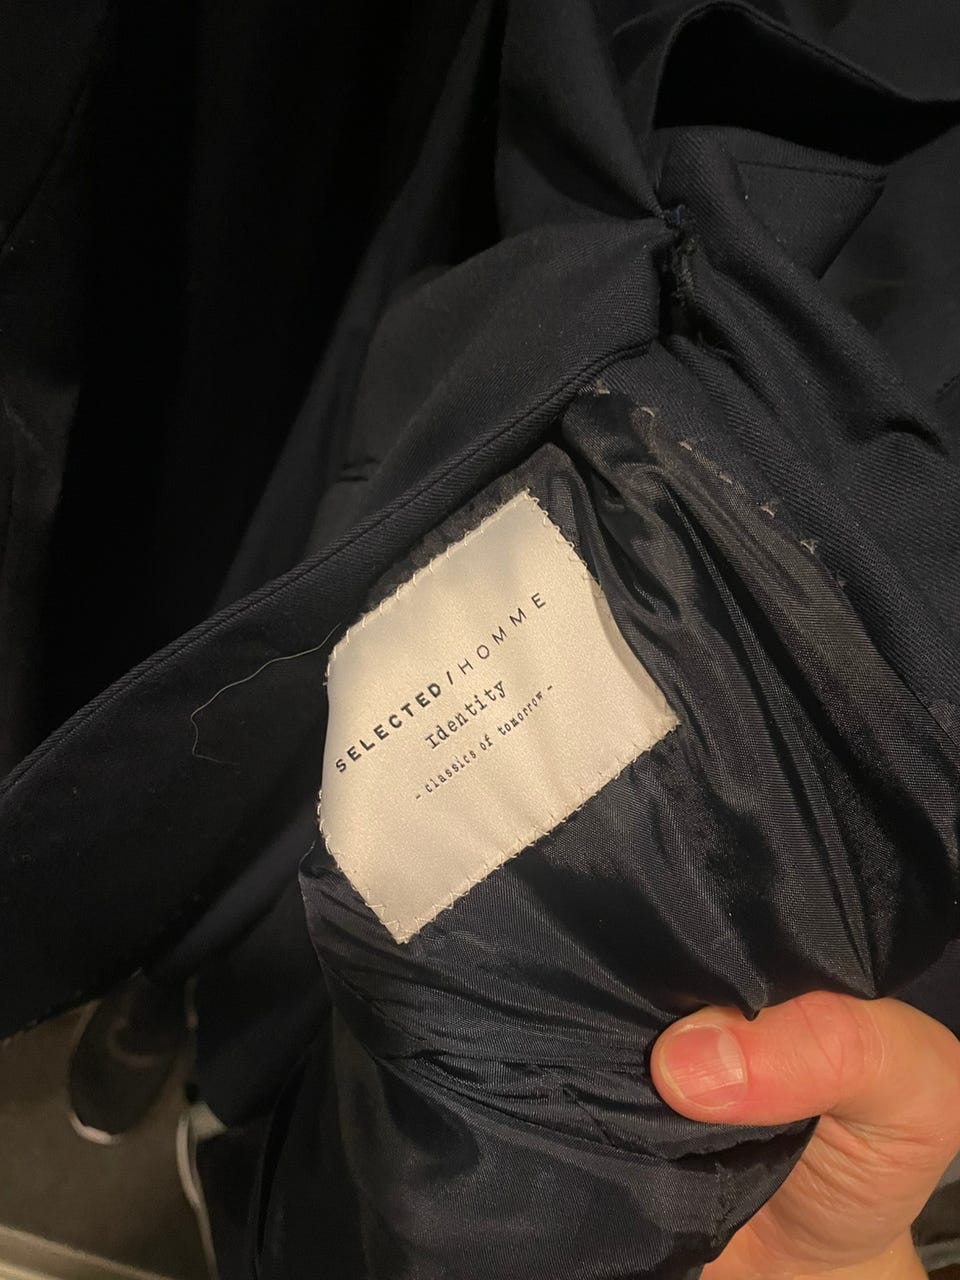 SELECTED/HOMME
Identity
- classics of tomorrow -